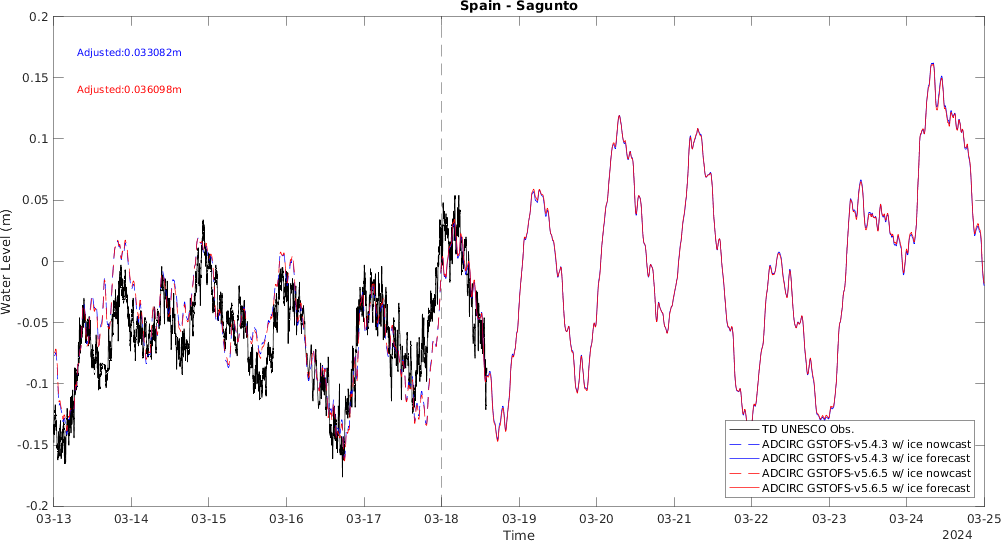 Spain - Sagunto
Adjusted:0.033082m
Adjusted:0.036098m
0.2
0.15
0.1
0.05
0
-0.05
-0.1
-0.15
-0.2
Water Level (m)
TD UNESCO Obs.
ADCIRC GSTOFS-v5.4.3 w/ ice nowcast
ADCIRC GSTOFS-v5.4.3 w/ ice forecast
ADCIRC GSTOFS-v5.6.5 w/ ice nowcast
ADCIRC GSTOFS-v5.6.5 w/ ice forecast
03-13 03-14 03-15 03-16 03-17 03-18 03-19 03-20 03-21 03-22 03-23 03-24 03-25
Time
2024